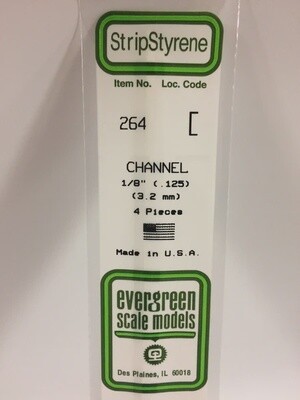 StripStyrene
Item No. Loc. Code
264 [
CHANNEL
1/8" (.125)
(3.2 mm)
4 Pieces
Made in U.S.A.
evergreen
scale models
Des Plaines, IL 60018